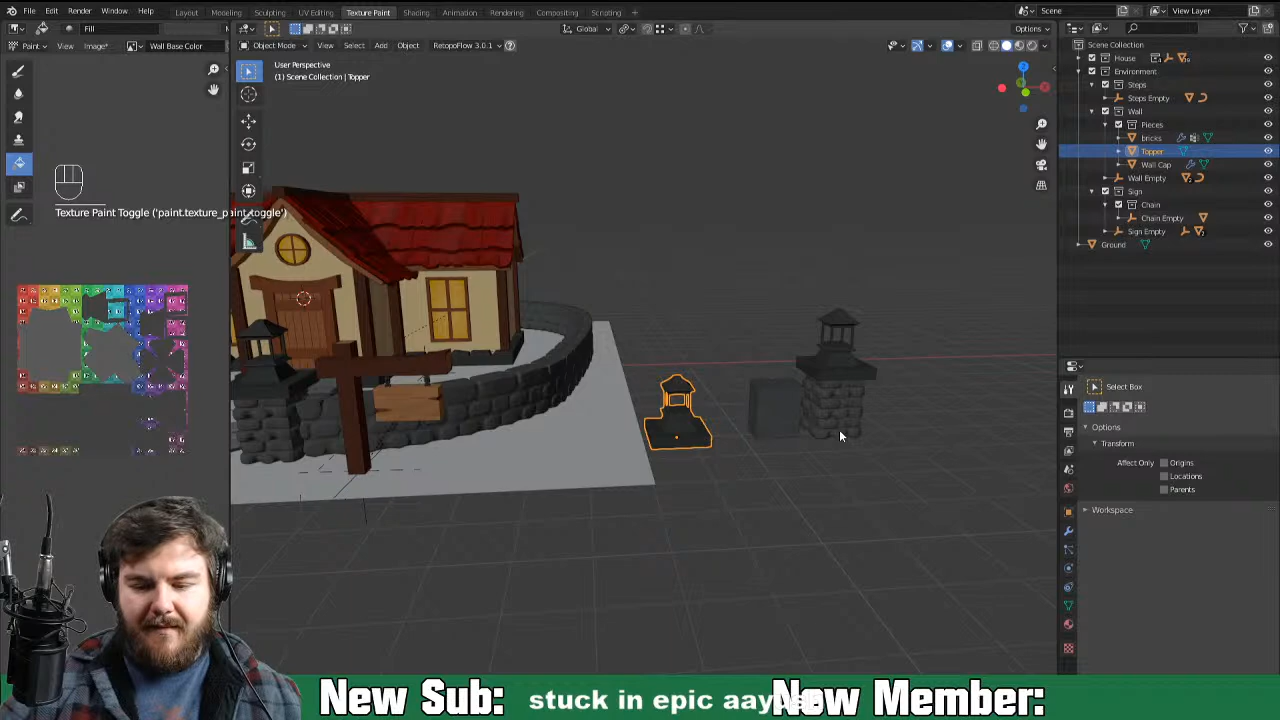 File Edit Render Window Help Layout Modeling Sculpting UV Editing Texture Paint Shading Animation Rendering Compositing Scripting + Scene View Layer
Fill Global Options
Paint View Image* Wall Base Color Object Mode View Select Add Object RetopoFlow 3.0.1
User Perspective
(1) Scene Collection | Topper
Scene Collection
House
Environment
Steps
Steps Empty
Wall
Pieces
bricks
Topper
Wall Cap
Wall Empty
Sign
Chain
Chain Empty
Sign Empty
Ground
Texture Paint Toggle ('paint.texture_paint_toggle')
Select Box
Options
Transform
Affect Only Origins
Locations
Parents
Workspace
New Sub: stuck in epic New Member: